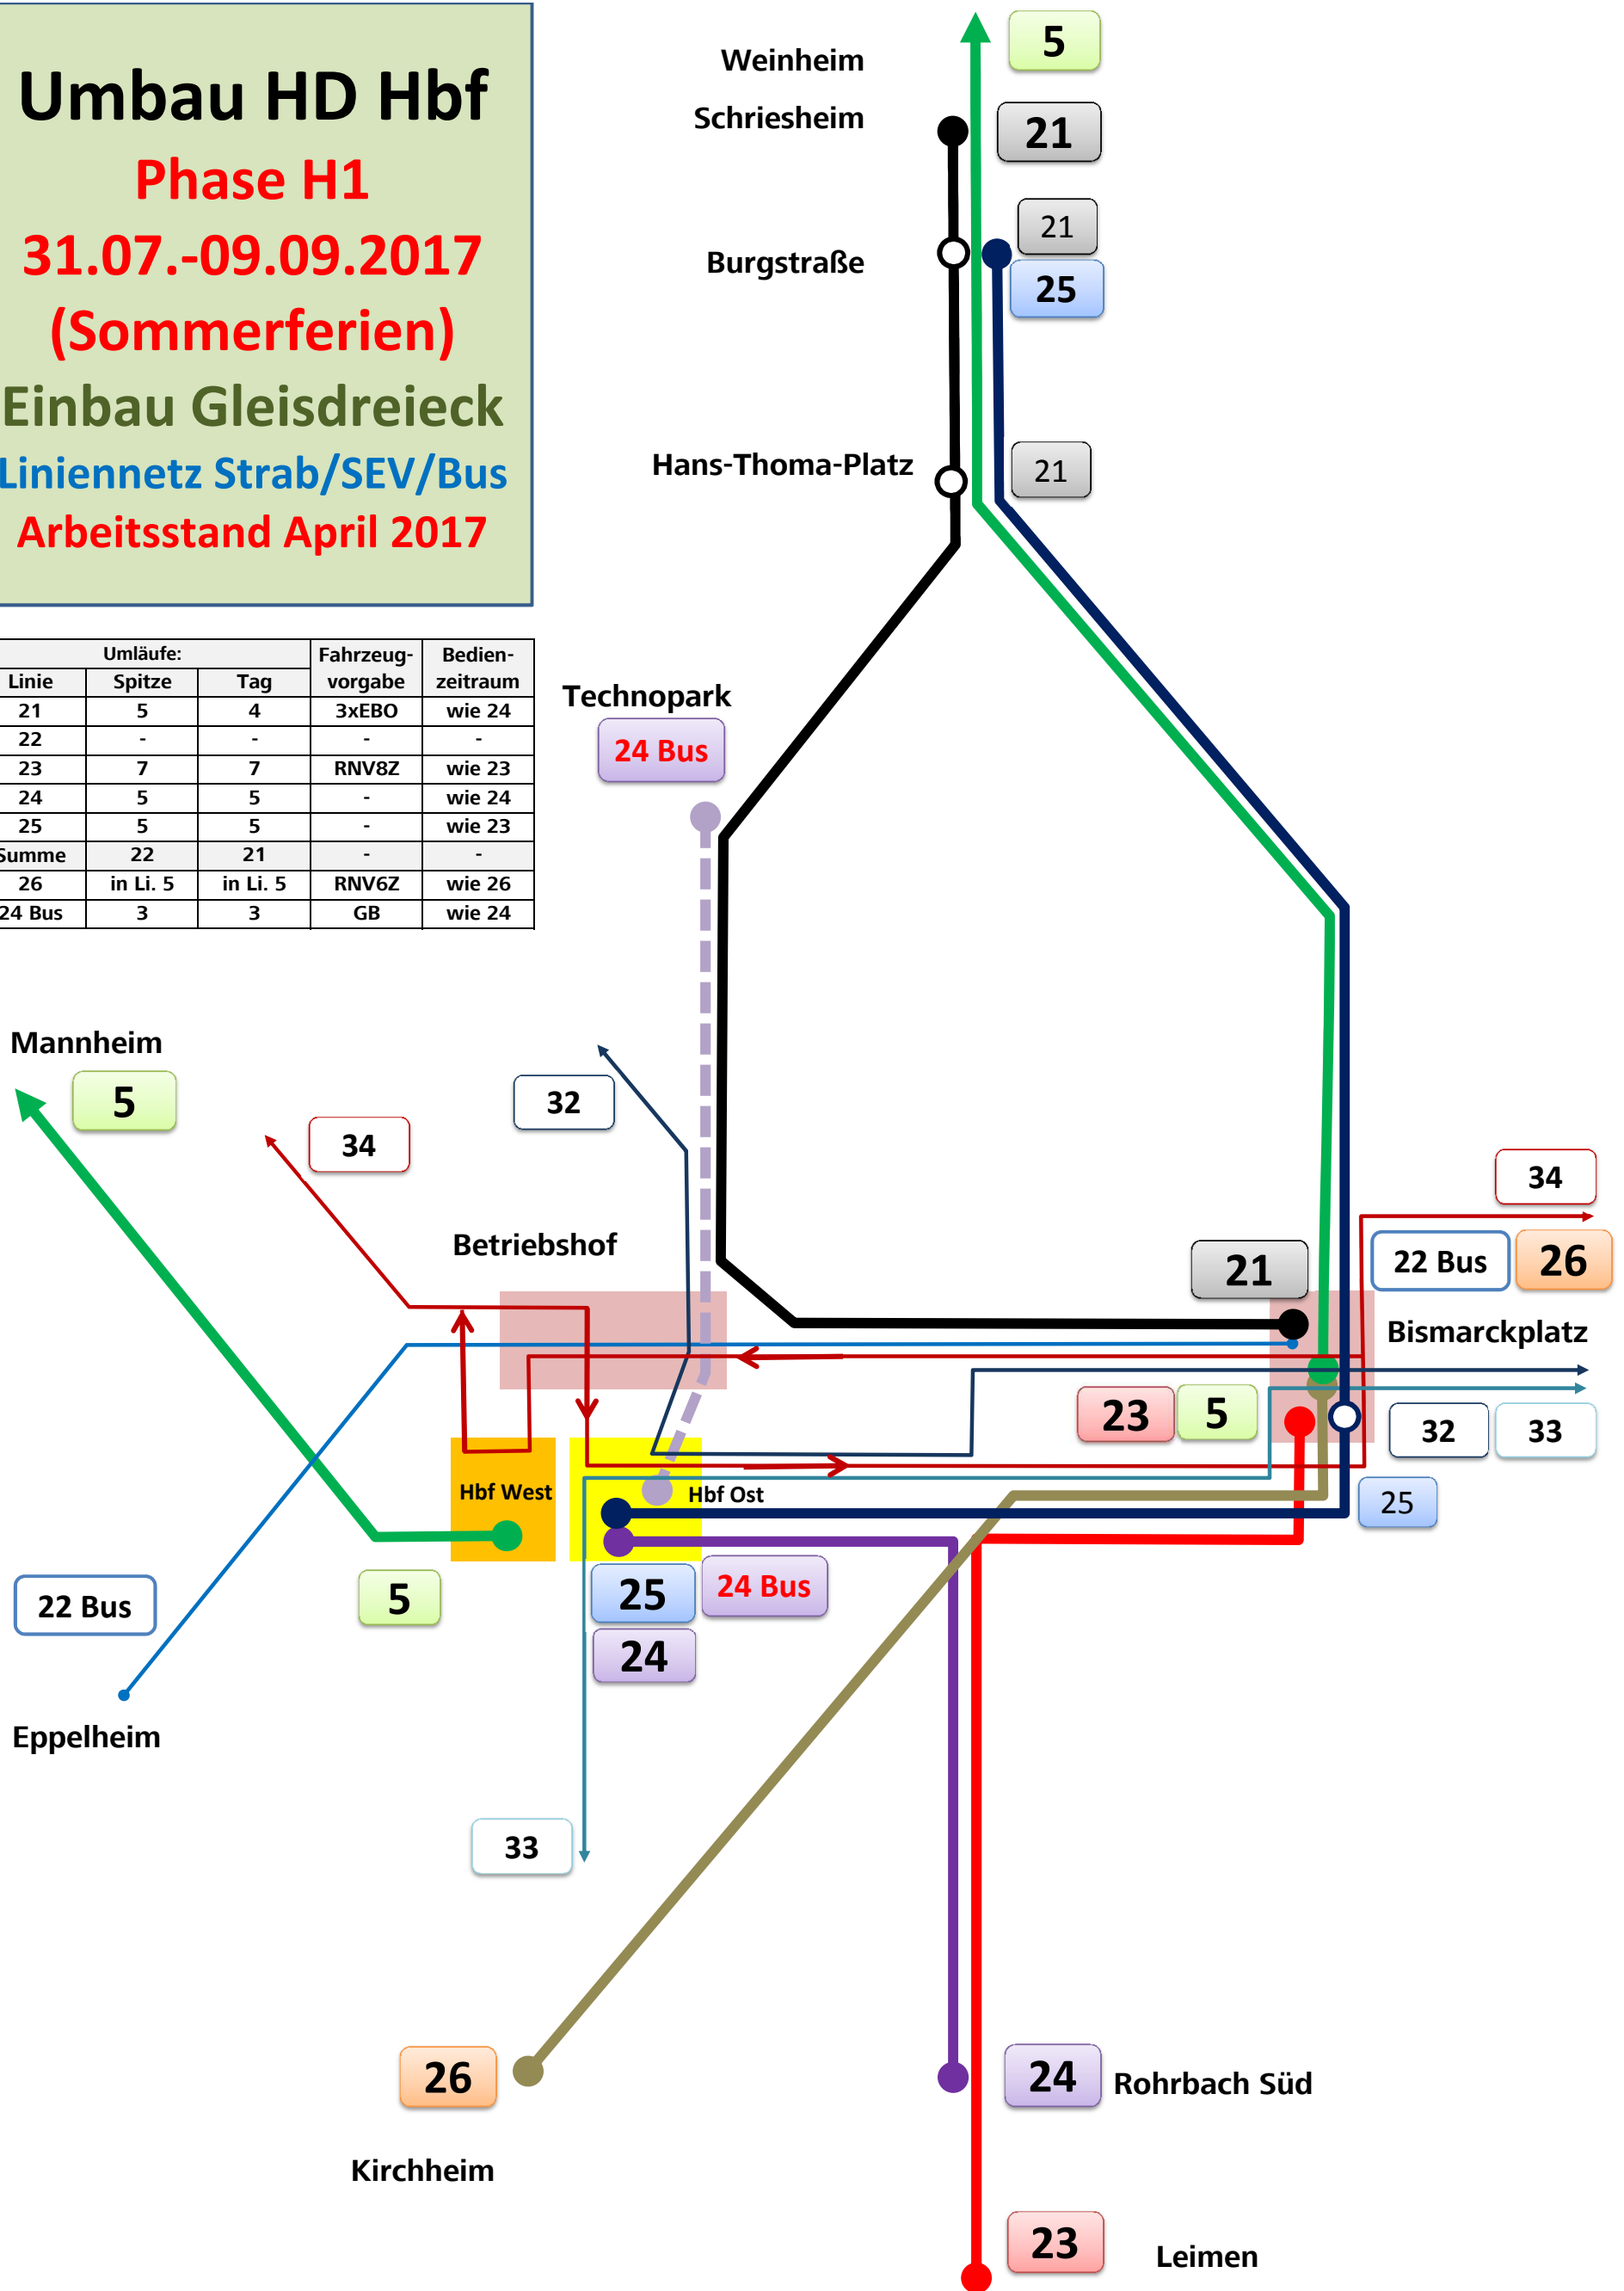 Umbau HD Hbf
Phase H1
31.07.-09.09.2017
(Sommerferien)
Einbau Gleisdreieck
Liniennetz Strab/SEV/Bus
Arbeitsstand April 2017
Umläufe: Fahrzeug- Bedien-
Linie Spitze Tag vorgabe zeitraum
21 5 4 3xEBO wie 24
22 - - - -
23 7 7 RNV8Z wie 23
24 5 5 - wie 24
25 5 5 - wie 23
Summe 22 21 - -
26 in Li. 5 in Li. 5 RNV6Z wie 26
24 Bus 3 3 GB wie 24
Weinheim
5
Schriesheim
21
21
Burgstraße
25
Hans-Thoma-Platz
21
Technopark
24 Bus
Mannheim
5
32
34
34
Betriebshof
21
22 Bus
26
Bismarckplatz
23
5
32
33
Hbf West
Hbf Ost
25
5
25
24 Bus
22 Bus
24
Eppelheim
33
26
24
Rohrbach Süd
Kirchheim
23
Leimen